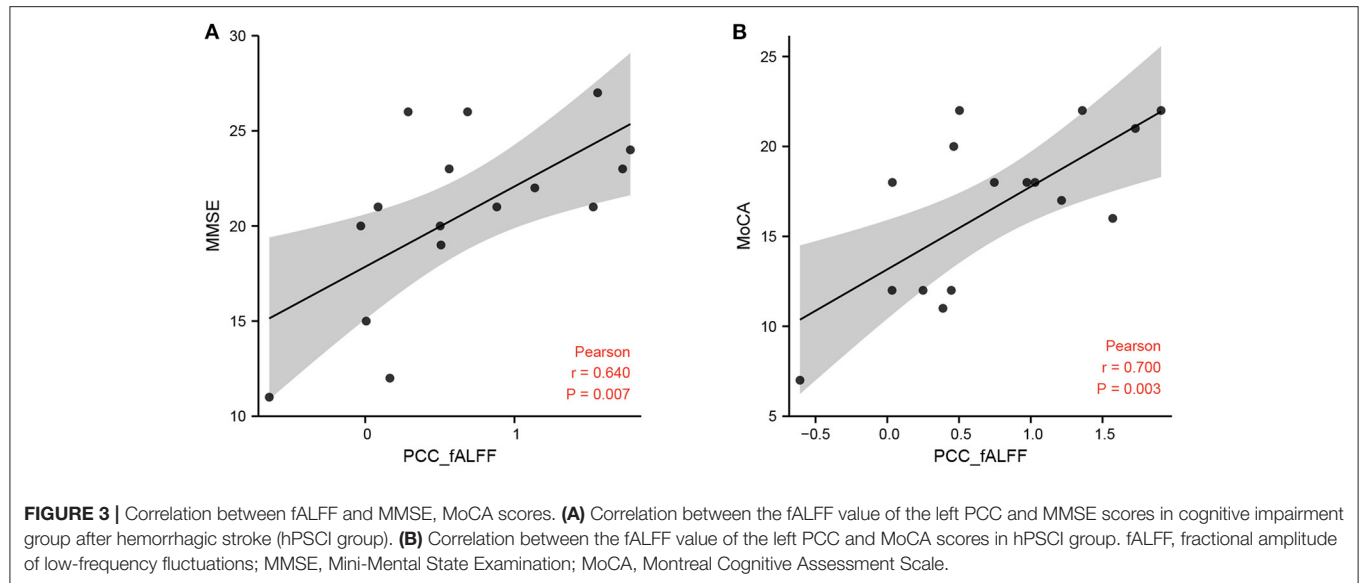 A
30
25
20
15
10
MMSE
0
1
PCC_fALFF
Pearson
r = 0.640
P = 0.007
B
25
20
15
10
5
MoCA
−0.5
0.0
0.5
1.0
1.5
PCC_fALFF
Pearson
r = 0.700
P = 0.003
FIGURE 3 | Correlation between fALFF and MMSE, MoCA scores. (A) Correlation between the fALFF value of the left PCC and MMSE scores in cognitive impairment
group after hemorrhagic stroke (hPSCI group). (B) Correlation between the fALFF value of the left PCC and MoCA scores in hPSCI group. fALFF, fractional amplitude
of low-frequency fluctuations; MMSE, Mini-Mental State Examination; MoCA, Montreal Cognitive Assessment Scale.